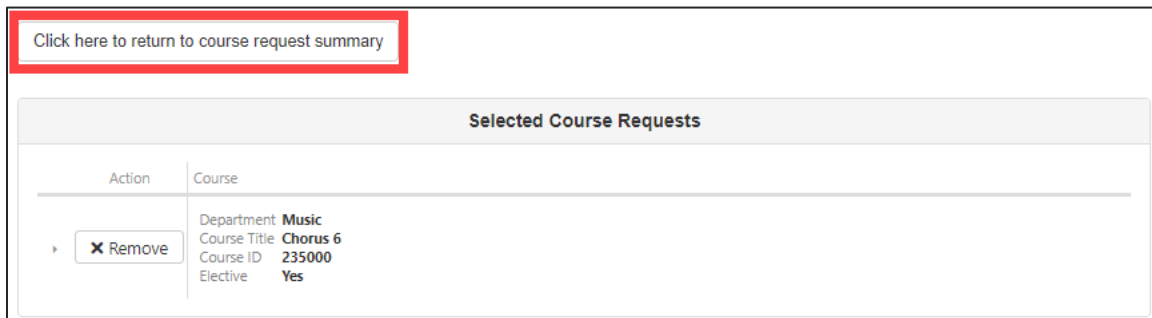 Click here to return to course request summary
Selected Course Requests
Action Course
Department Music
Course Title Chorus 6
✕ Remove
Course ID 235000
Elective Yes